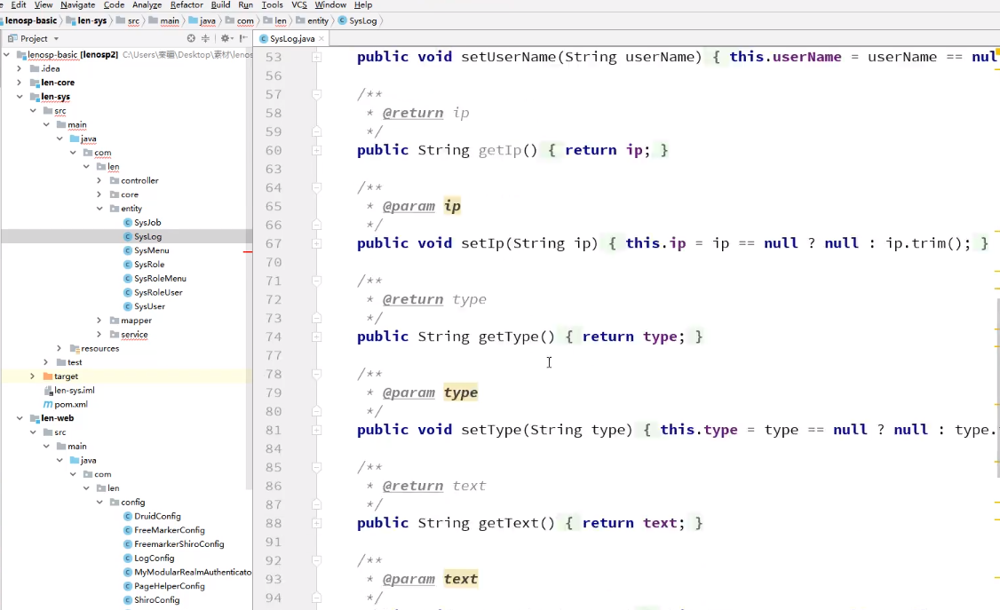 Edit View Navigate Code Analyze Refactor Build Run Tools VCS Window Help
lenosp-basic len-sys src main java com len entity SysLog
Project
SysLog.java
lenosp-basic [lenosp2]
.idea
len-core
len-sys
src
main
java
com
len
controller
core
entity
SysJob
SysLog
SysMenu
SysRole
SysRoleMenu
SysRoleUser
SysUser
mapper
service
resources
test
target
len-sys.iml
pom.xml
len-web
src
main
java
com
len
config
DruidConfig
FreeMarkerConfig
FreemarkerShiroConfig
LogConfig
MyModularRealmAuthenticato
PageHelperConfig
ShiroConfig
53 public void setUserName(String userName) { this.userName = userName == nul
56
57 /**
58 * @return ip
59 */
60 public String getIp() { return ip; }
63
64 /**
65 * @param ip
66 */
67 public void setIp(String ip) { this.ip = ip == null ? null : ip.trim(); }
70
71 /**
72 * @return type
73 */
74 public String getType() { return type; }
77
78 /**
79 * @param type
80 */
81 public void setType(String type) { this.type = type == null ? null : type.
84
85 /**
86 * @return text
87 */
88 public String getText() { return text; }
91
92 /**
93 * @param text
94 */